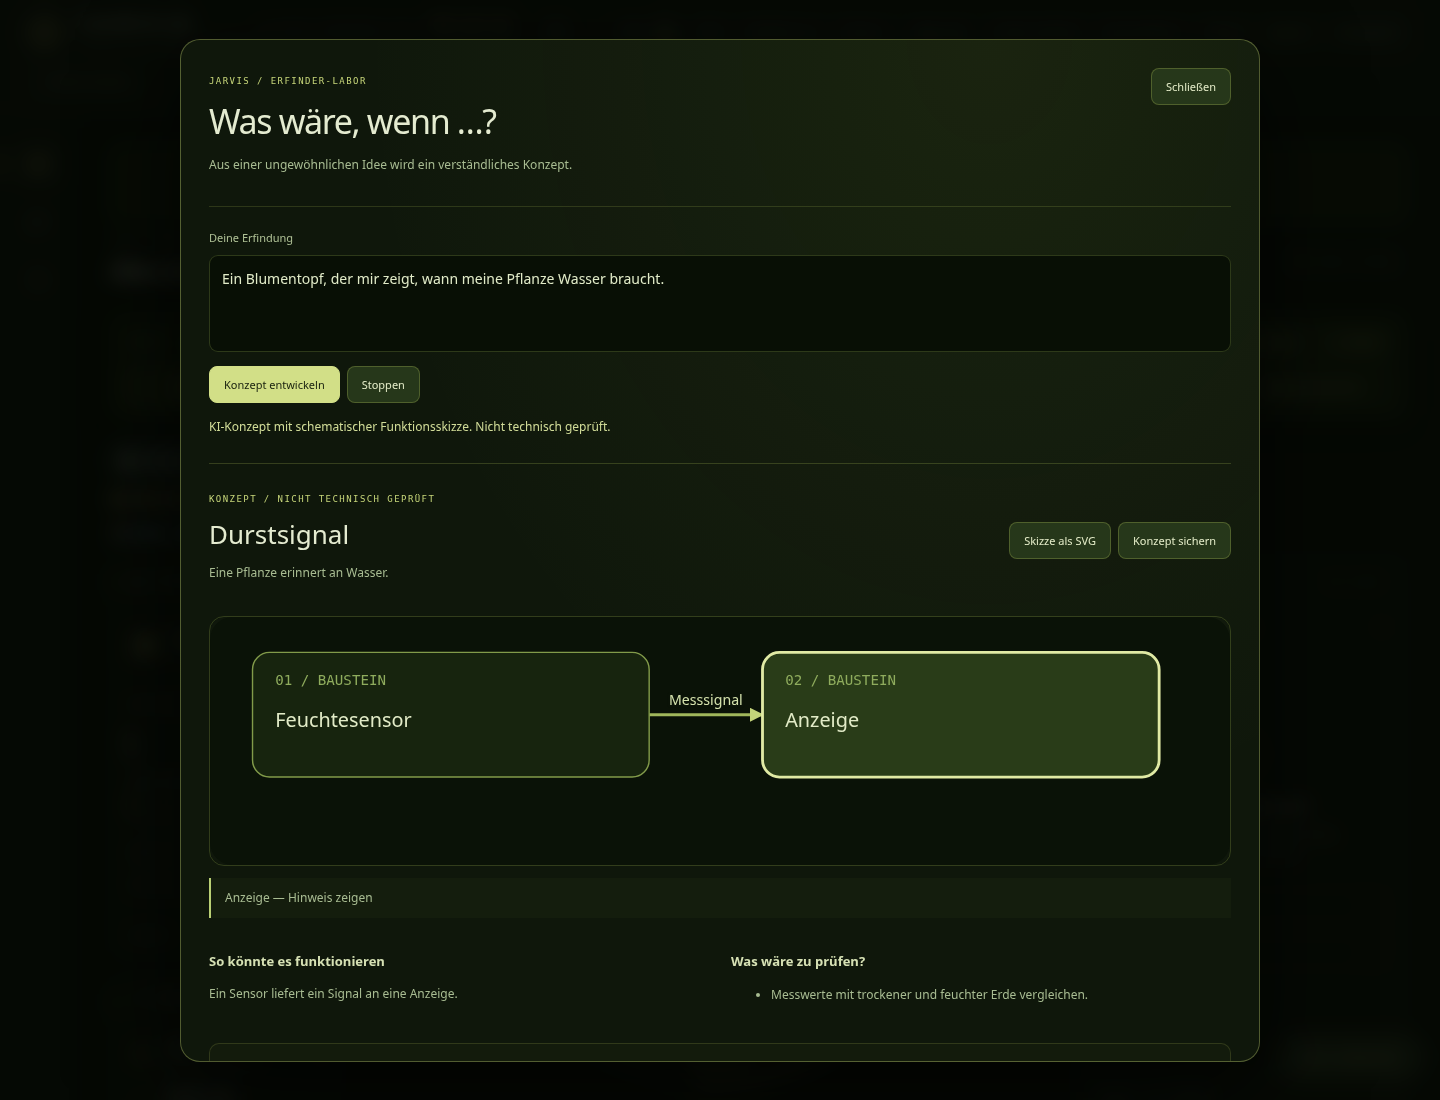 JARVIS / ERFINDER-LABOR
Schließen
Was wäre, wenn …?
Aus einer ungewöhnlichen Idee wird ein verständliches Konzept.
Deine Erfindung
Ein Blumentopf, der mir zeigt, wann meine Pflanze Wasser braucht.
Konzept entwickeln
Stoppen
KI-Konzept mit schematischer Funktionsskizze. Nicht technisch geprüft.
KONZEPT / NICHT TECHNISCH GEPRÜFT
Durstsignal
Skizze als SVG
Konzept sichern
Eine Pflanze erinnert an Wasser.
01 / BAUSTEIN
Feuchtesensor
Messsignal
02 / BAUSTEIN
Anzeige
Anzeige — Hinweis zeigen
So könnte es funktionieren
Ein Sensor liefert ein Signal an eine Anzeige.
Was wäre zu prüfen?
• Messwerte mit trockener und feuchter Erde vergleichen.